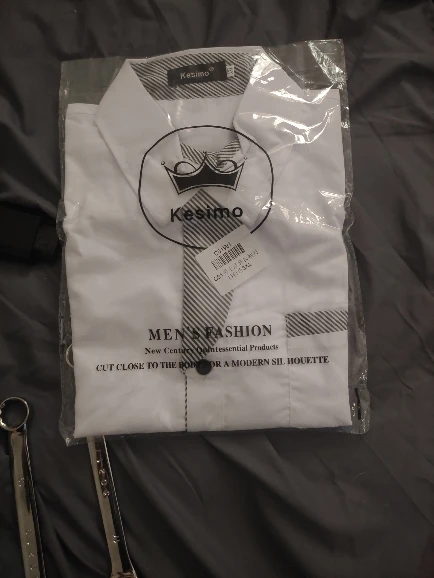 Kesimo
Kesimo
MEN'S FASHION
New Century Quintessential Products
CUT CLOSE TO THE BODY FOR A MODERN SILHOUETTE